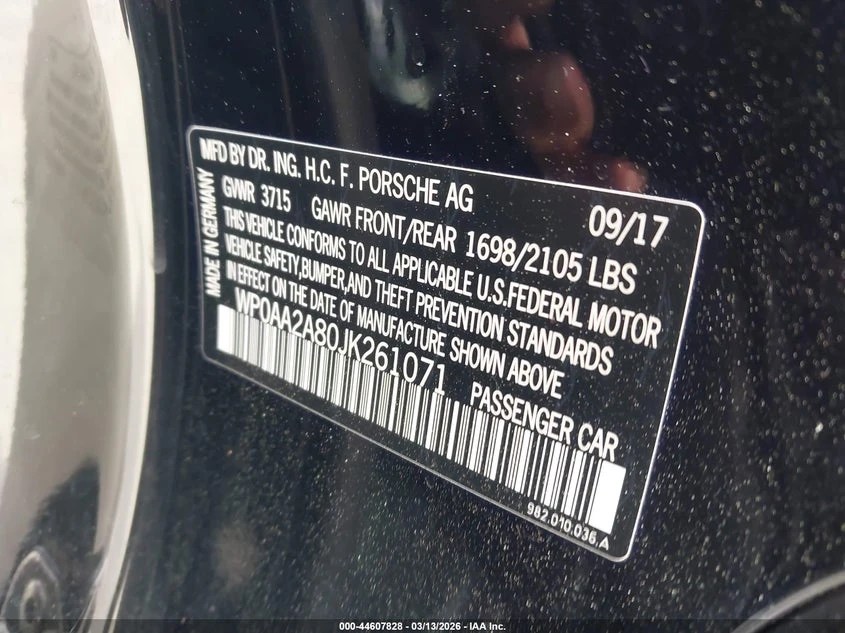 MFD BY DR. ING. H.C. F. PORSCHE AG 09/17
MADE IN GERMANY
GVWR 3715 GAWR FRONT/REAR 1698/2105 LBS
THIS VEHICLE CONFORMS TO ALL APPLICABLE U.S.FEDERAL MOTOR
VEHICLE SAFETY,BUMPER,AND THEFT PREVENTION STANDARDS
IN EFFECT ON THE DATE OF MANUFACTURE SHOWN ABOVE
WP0AA2A80JK261071 PASSENGER CAR
982.010.036.A
000-44607828 - 03/13/2026 - IAA Inc.